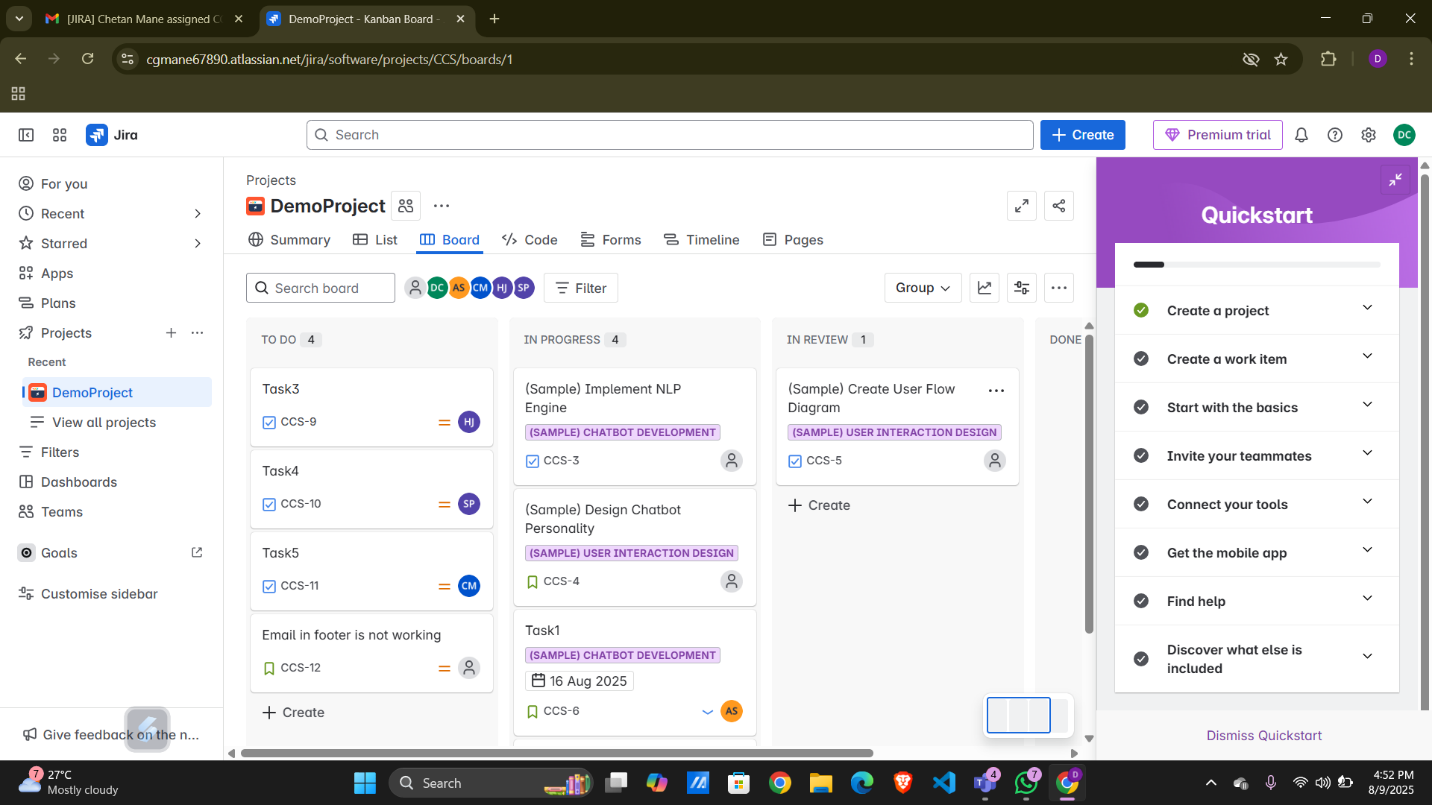 [JIRA] Chetan Mane assigned C
DemoProject - Kanban Board -
cgmane67890.atlassian.net/jira/software/projects/CCS/boards/1
D
Jira
Search
Create
Premium trial
DC
For you
Recent
Starred
Apps
Plans
Projects
Recent
DemoProject
View all projects
Filters
Dashboards
Teams
Goals
Customise sidebar
Give feedback on the n...
Projects
DemoProject
Summary
List
Board
Code
Forms
Timeline
Pages
Search board
DC
AS
CM
HJ
SP
Filter
Group
TO DO 4
Task3
CCS-9
HJ
Task4
CCS-10
SP
Task5
CCS-11
CM
Email in footer is not working
CCS-12
Create
IN PROGRESS 4
(Sample) Implement NLP
Engine
(SAMPLE) CHATBOT DEVELOPMENT
CCS-3
(Sample) Design Chatbot
Personality
(SAMPLE) USER INTERACTION DESIGN
CCS-4
Task1
(SAMPLE) CHATBOT DEVELOPMENT
16 Aug 2025
CCS-6
AS
IN REVIEW 1
(Sample) Create User Flow
Diagram
(SAMPLE) USER INTERACTION DESIGN
CCS-5
Create
DONE
Quickstart
Create a project
Create a work item
Start with the basics
Invite your teammates
Connect your tools
Get the mobile app
Find help
Discover what else is
included
Dismiss Quickstart
7
27°C
Mostly cloudy
Search
4
7
D
4:52 PM
8/9/2025